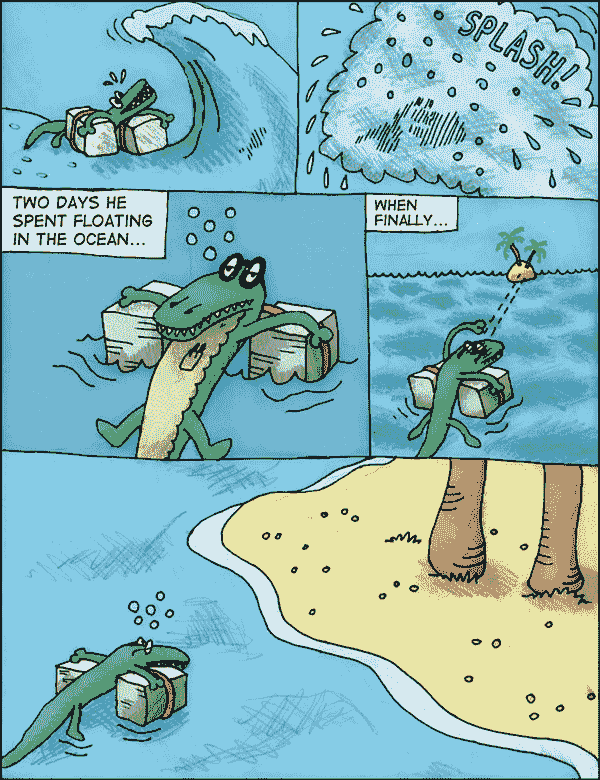 SPLASH!
TWO DAYS HE
SPENT FLOATING
IN THE OCEAN...
WHEN
FINALLY...